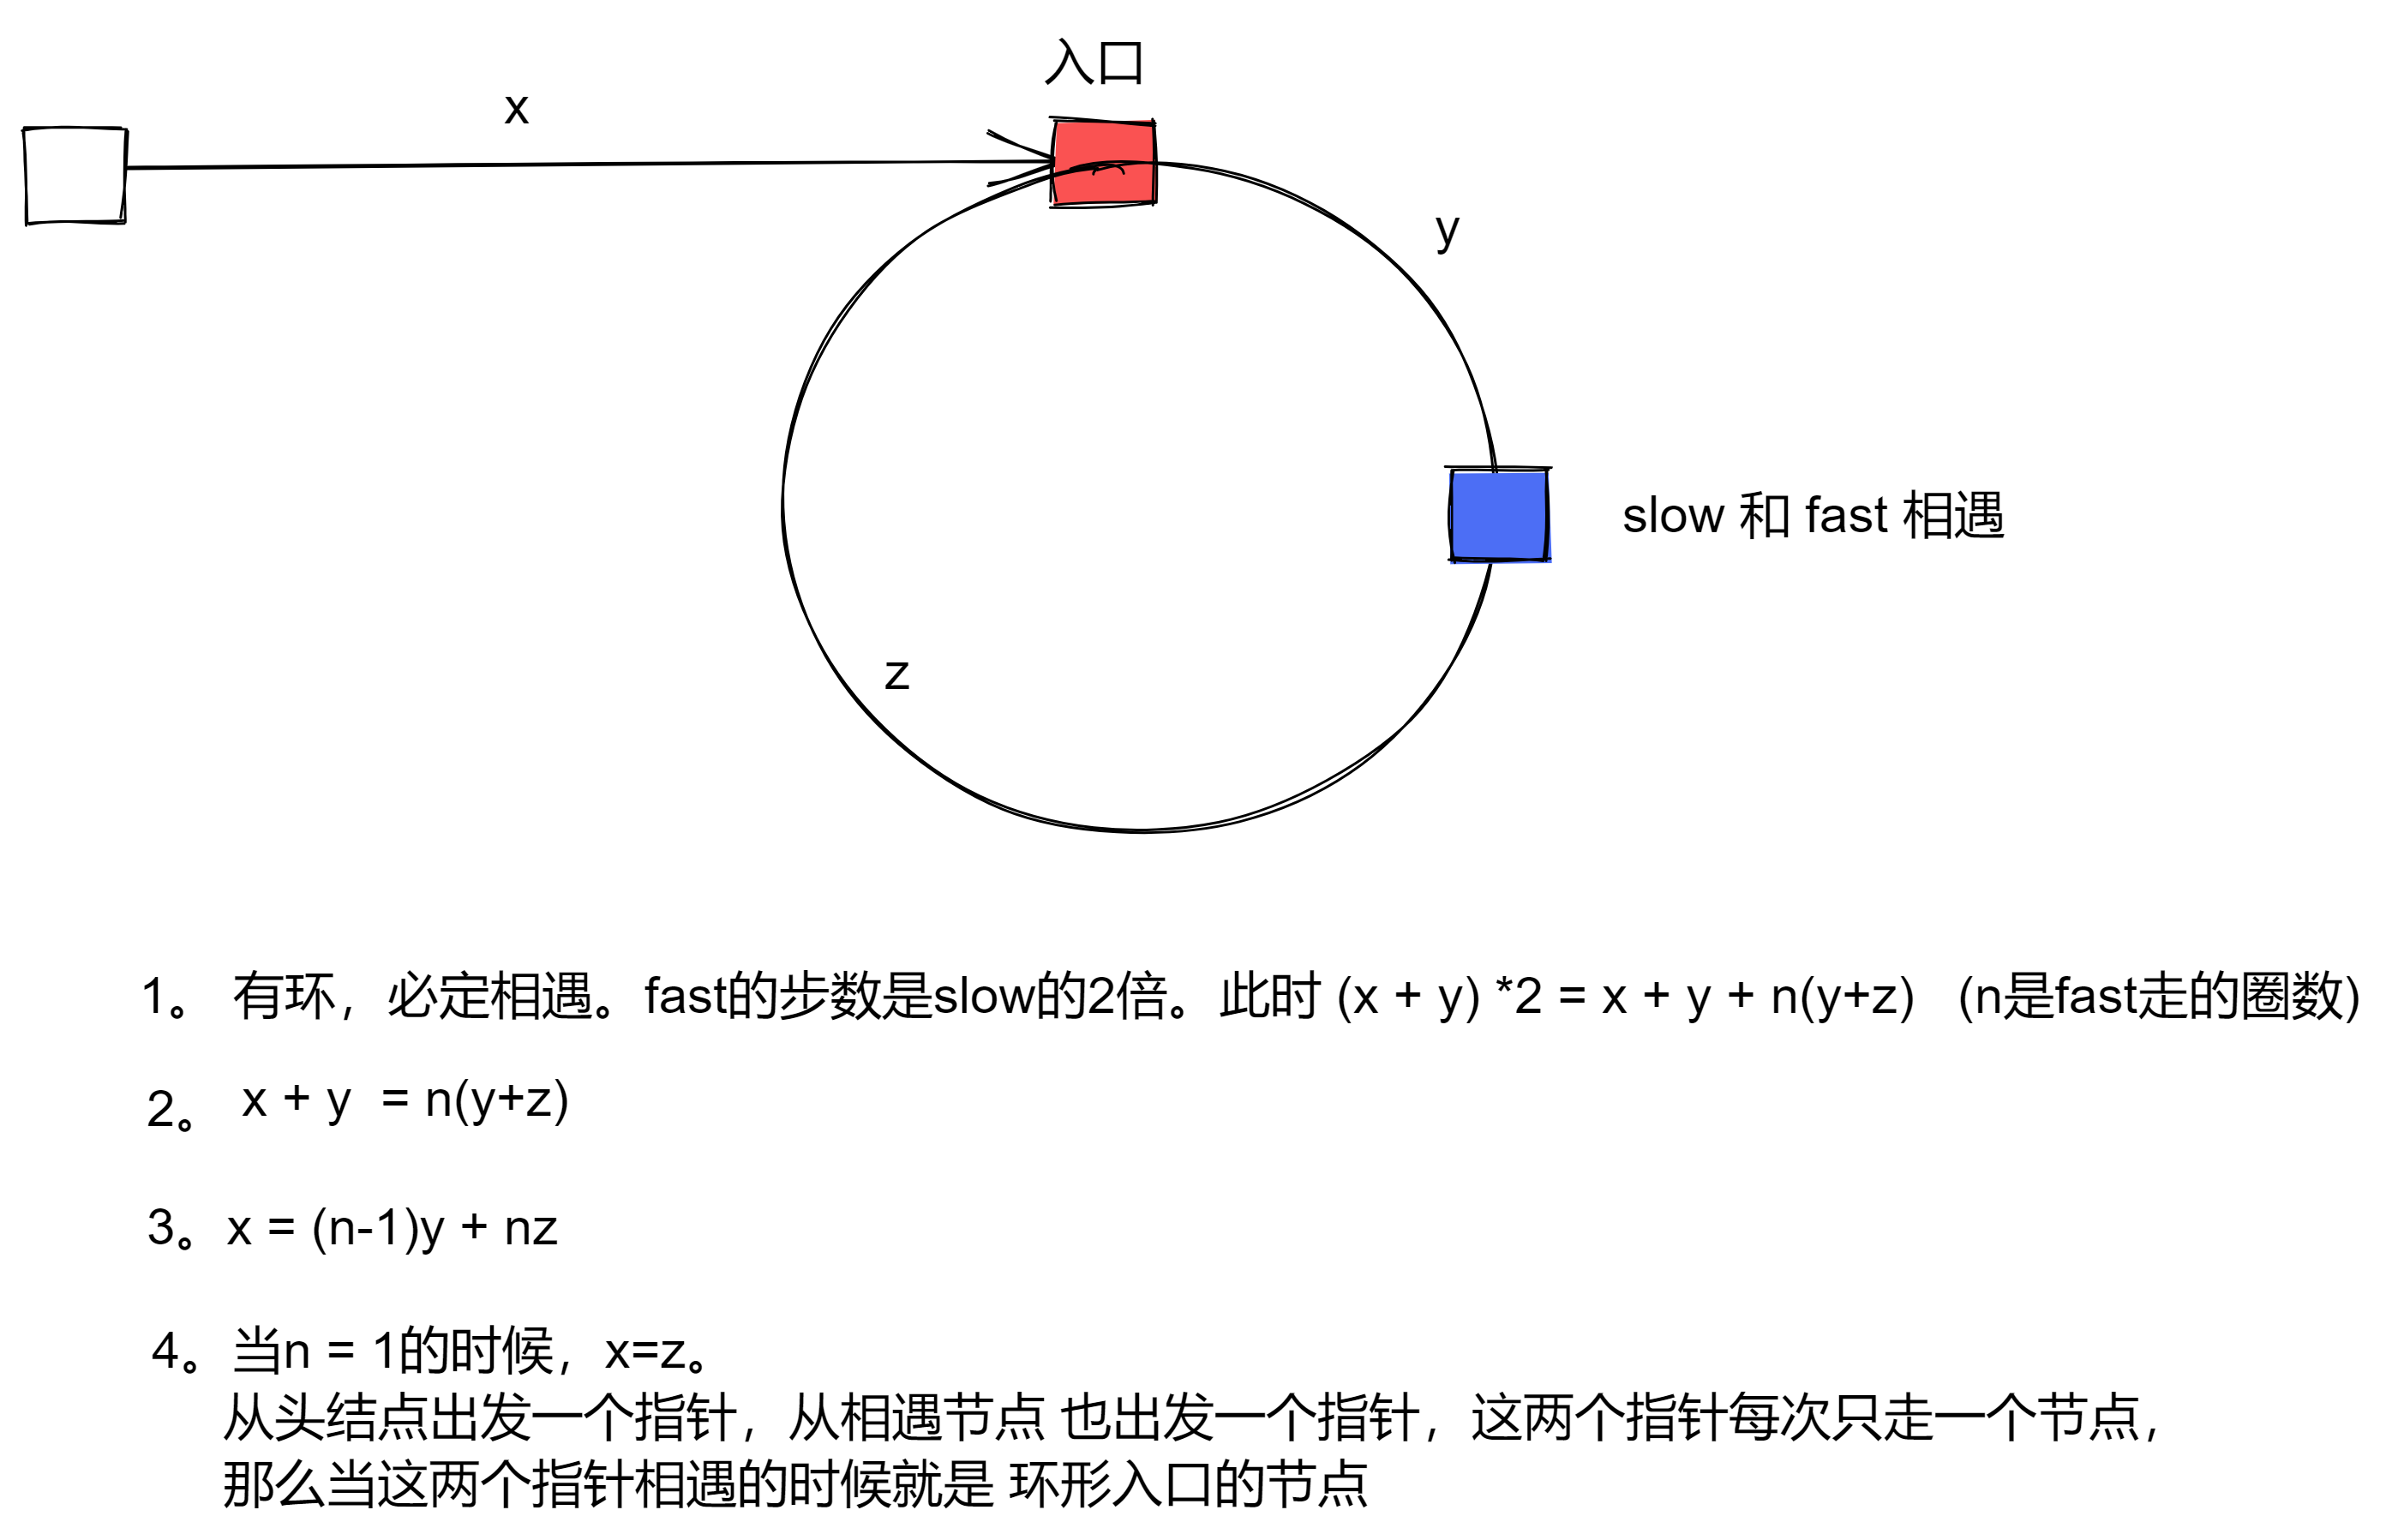 入口
x
y
slow 和 fast 相遇
z
1。 有环，必定相遇。fast的步数是slow的2倍。此时 (x + y) *2 = x + y + n(y+z) (n是fast走的圈数)
2。 x + y = n(y+z)
3。x = (n-1)y + nz
4。当n = 1的时候，x=z。
从头结点出发一个指针，从相遇节点 也出发一个指针，这两个指针每次只走一个节点，
那么当这两个指针相遇的时候就是 环形入口的节点